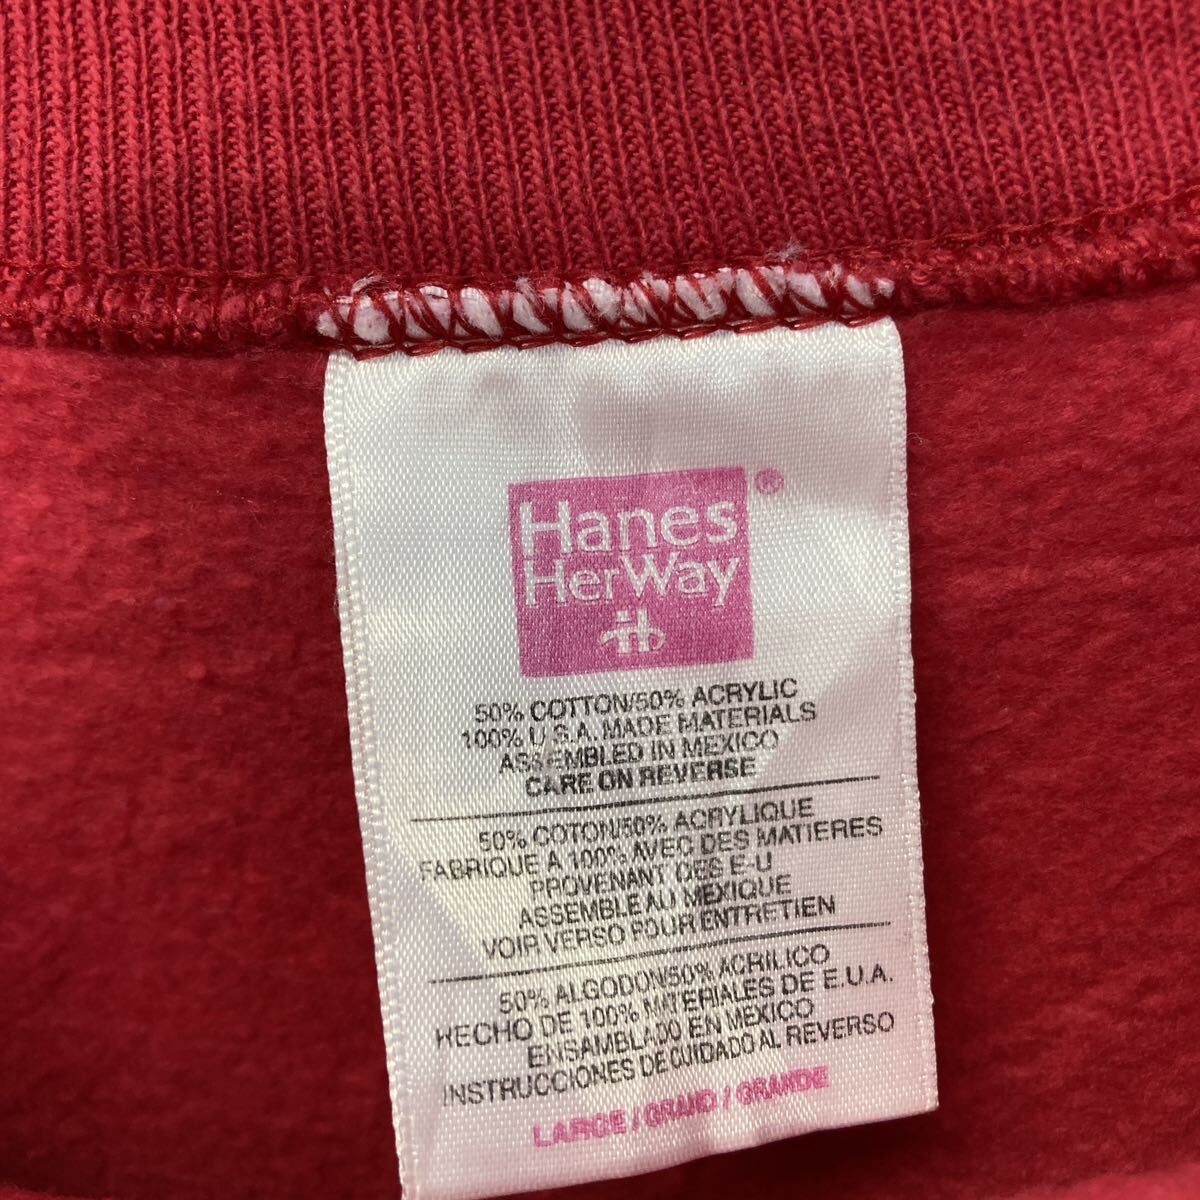 Hanes®
HerWay
50% COTTON/50% ACRYLIC
100% U.S.A. MADE MATERIALS
ASSEMBLED IN MEXICO
CARE ON REVERSE
50% COTON/50% ACRYLIQUE
FABRIQUE A 100% AVEC DES MATIERES
PROVENANT DES E-U
ASSEMBLE AU MEXIQUE
VOIR VERSO POUR ENTRETIEN
50% ALGODON/50% ACRILICO
HECHO DE 100% MATERIALES DE E.U.A.
ENSAMBLADO EN MEXICO
INSTRUCCIONES DE CUIDADO AL REVERSO
LARGE / GRAND / GRANDE